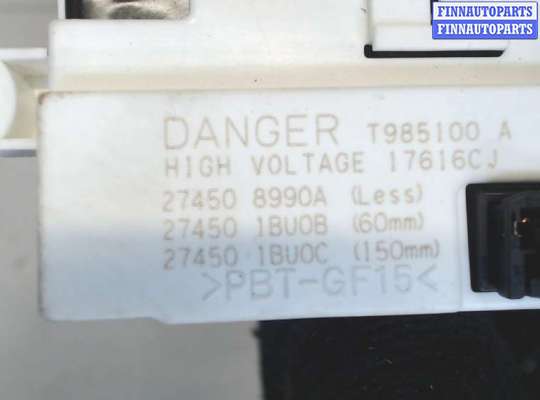 FINNAUTOPARTS
FINNAUTOPARTS
DANGER T985100 A
HIGH VOLTAGE 17616CJ
27450 8990A (Less)
27450 1BU0B (60mm)
27450 1BU0C (150mm)
>PBT-GF15<